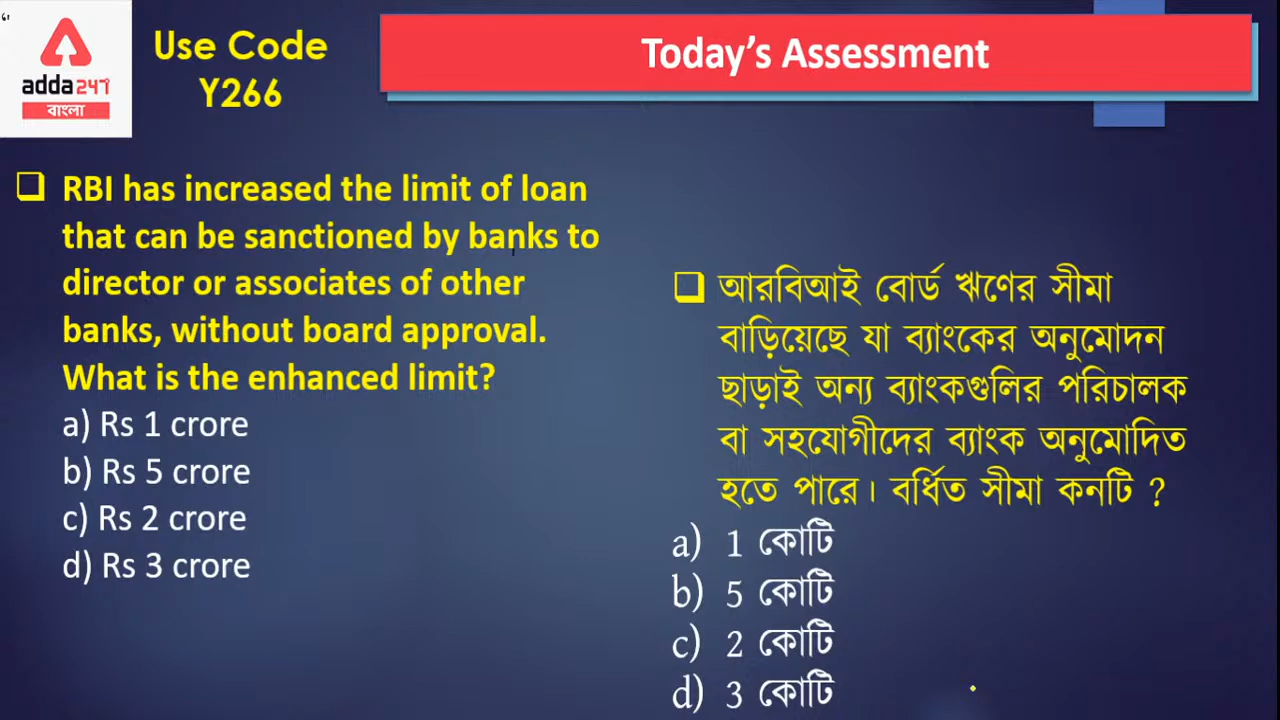 adda247
বাংলা
Use Code
Y266
Today’s Assessment
RBI has increased the limit of loan
that can be sanctioned by banks to
director or associates of other
banks, without board approval.
What is the enhanced limit?
a) Rs 1 crore
b) Rs 5 crore
c) Rs 2 crore
d) Rs 3 crore
আরবিআই বোর্ড ঋণের সীমা
বাড়িয়েছে যা ব্যাংকের অনুমোদন
ছাড়াই অন্য ব্যাংকগুলির পরিচালক
বা সহযোগীদের ব্যাংক অনুমোদিত
হতে পারে। বর্ধিত সীমা কনটি ?
a) 1 কোটি
b) 5 কোটি
c) 2 কোটি
d) 3 কোটি